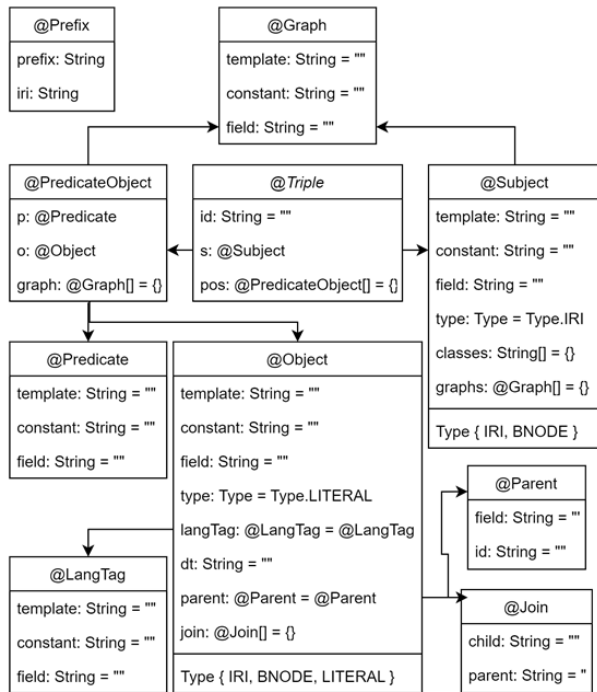 @Prefix
prefix: String
iri: String
@Graph
template: String = ""
constant: String = ""
field: String = ""
@PredicateObject
p: @Predicate
o: @Object
graph: @Graph[] = {}
@Triple
id: String = ""
s: @Subject
pos: @PredicateObject[] = {}
@Subject
template: String = ""
constant: String = ""
field: String = ""
type: Type = Type.IRI
classes: String[] = {}
graphs: @Graph[] = {}
Type { IRI, BNODE }
@Predicate
template: String = ""
constant: String = ""
field: String = ""
@Object
template: String = ""
constant: String = ""
field: String = ""
type: Type = Type.LITERAL
langTag: @LangTag = @LangTag
dt: String = ""
parent: @Parent = @Parent
join: @Join[] = {}
Type { IRI, BNODE, LITERAL }
@Parent
field: String = "'
id: String = ""
@LangTag
template: String = ""
constant: String = ""
field: String = ""
@Join
child: String = ""
parent: String = "